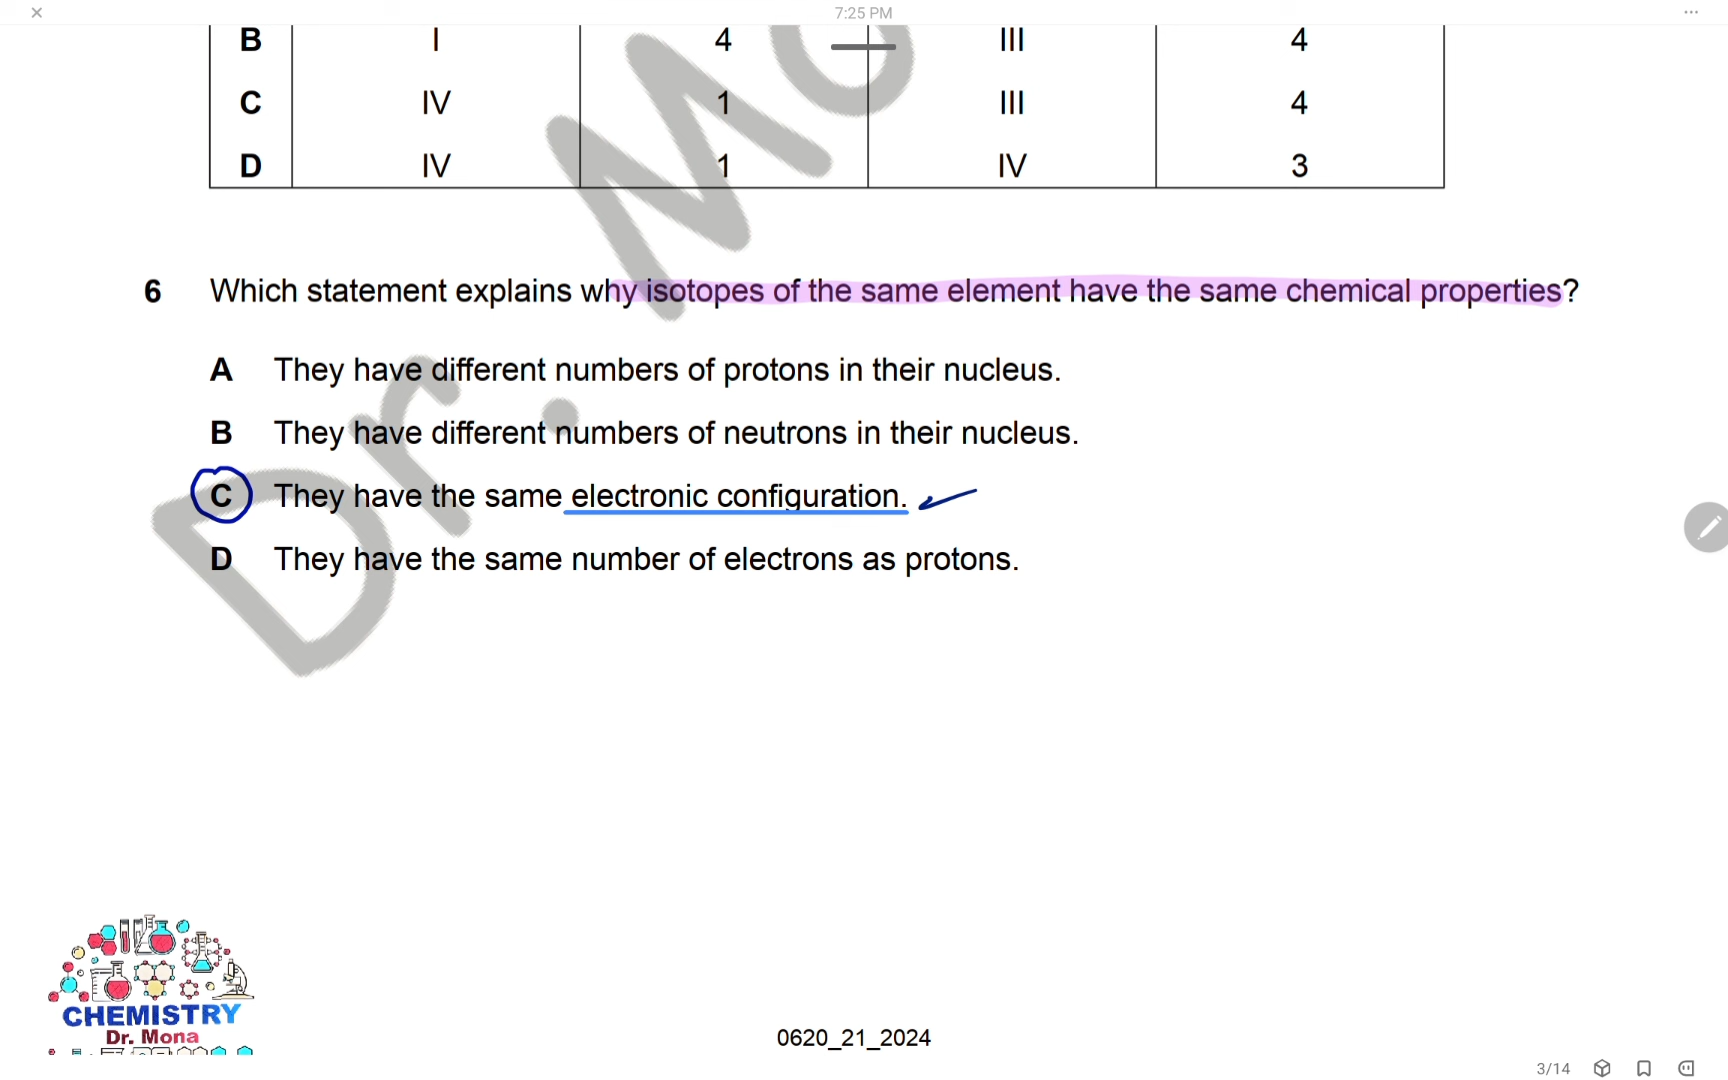 7:25 PM
B I 4 III 4
C IV 1 III 4
D IV 1 IV 3
6 Which statement explains why isotopes of the same element have the same chemical properties?
A They have different numbers of protons in their nucleus.
B They have different numbers of neutrons in their nucleus.
C They have the same electronic configuration.
D They have the same number of electrons as protons.
Dr. Mo
CHEMISTRY
Dr. Mona
0620_21_2024
3/14